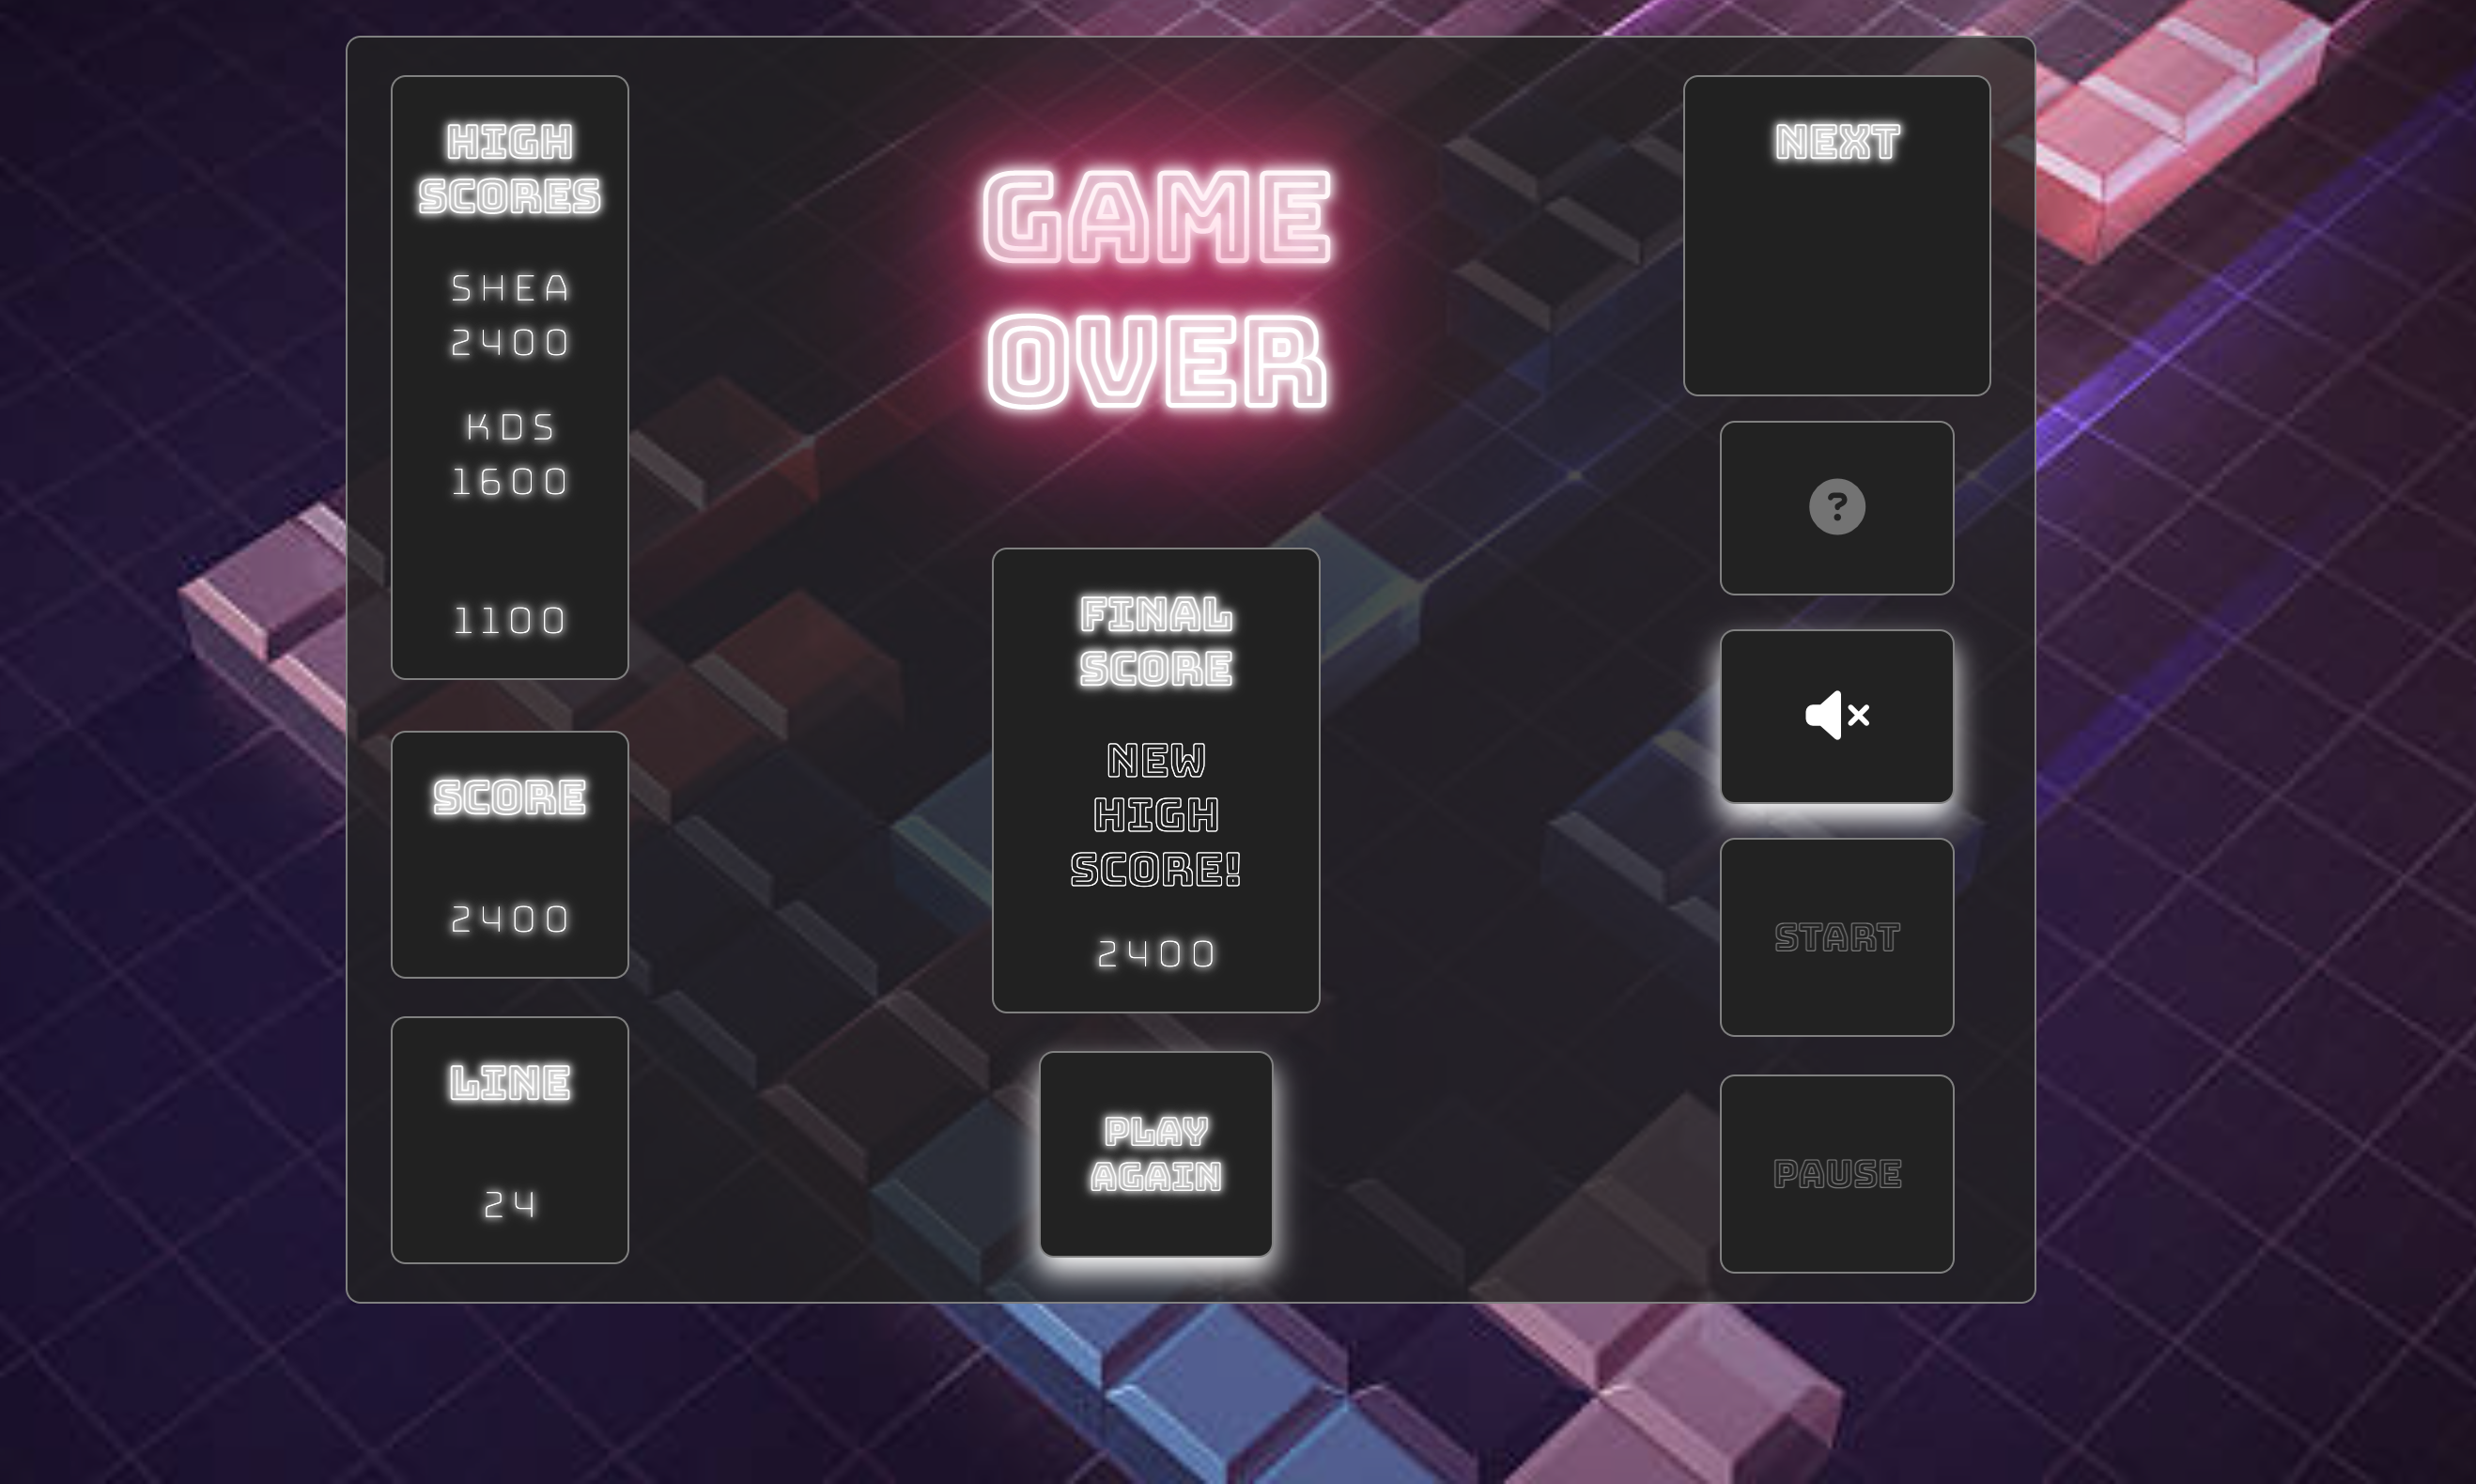 HIGH
SCORES
SHEA
2400
KDS
1600
1100
SCORE
2400
LINE
24
GAME
OVER
FINAL
SCORE
NEW
HIGH
SCORE!
2400
PLAY
AGAIN
NEXT
?
START
PAUSE